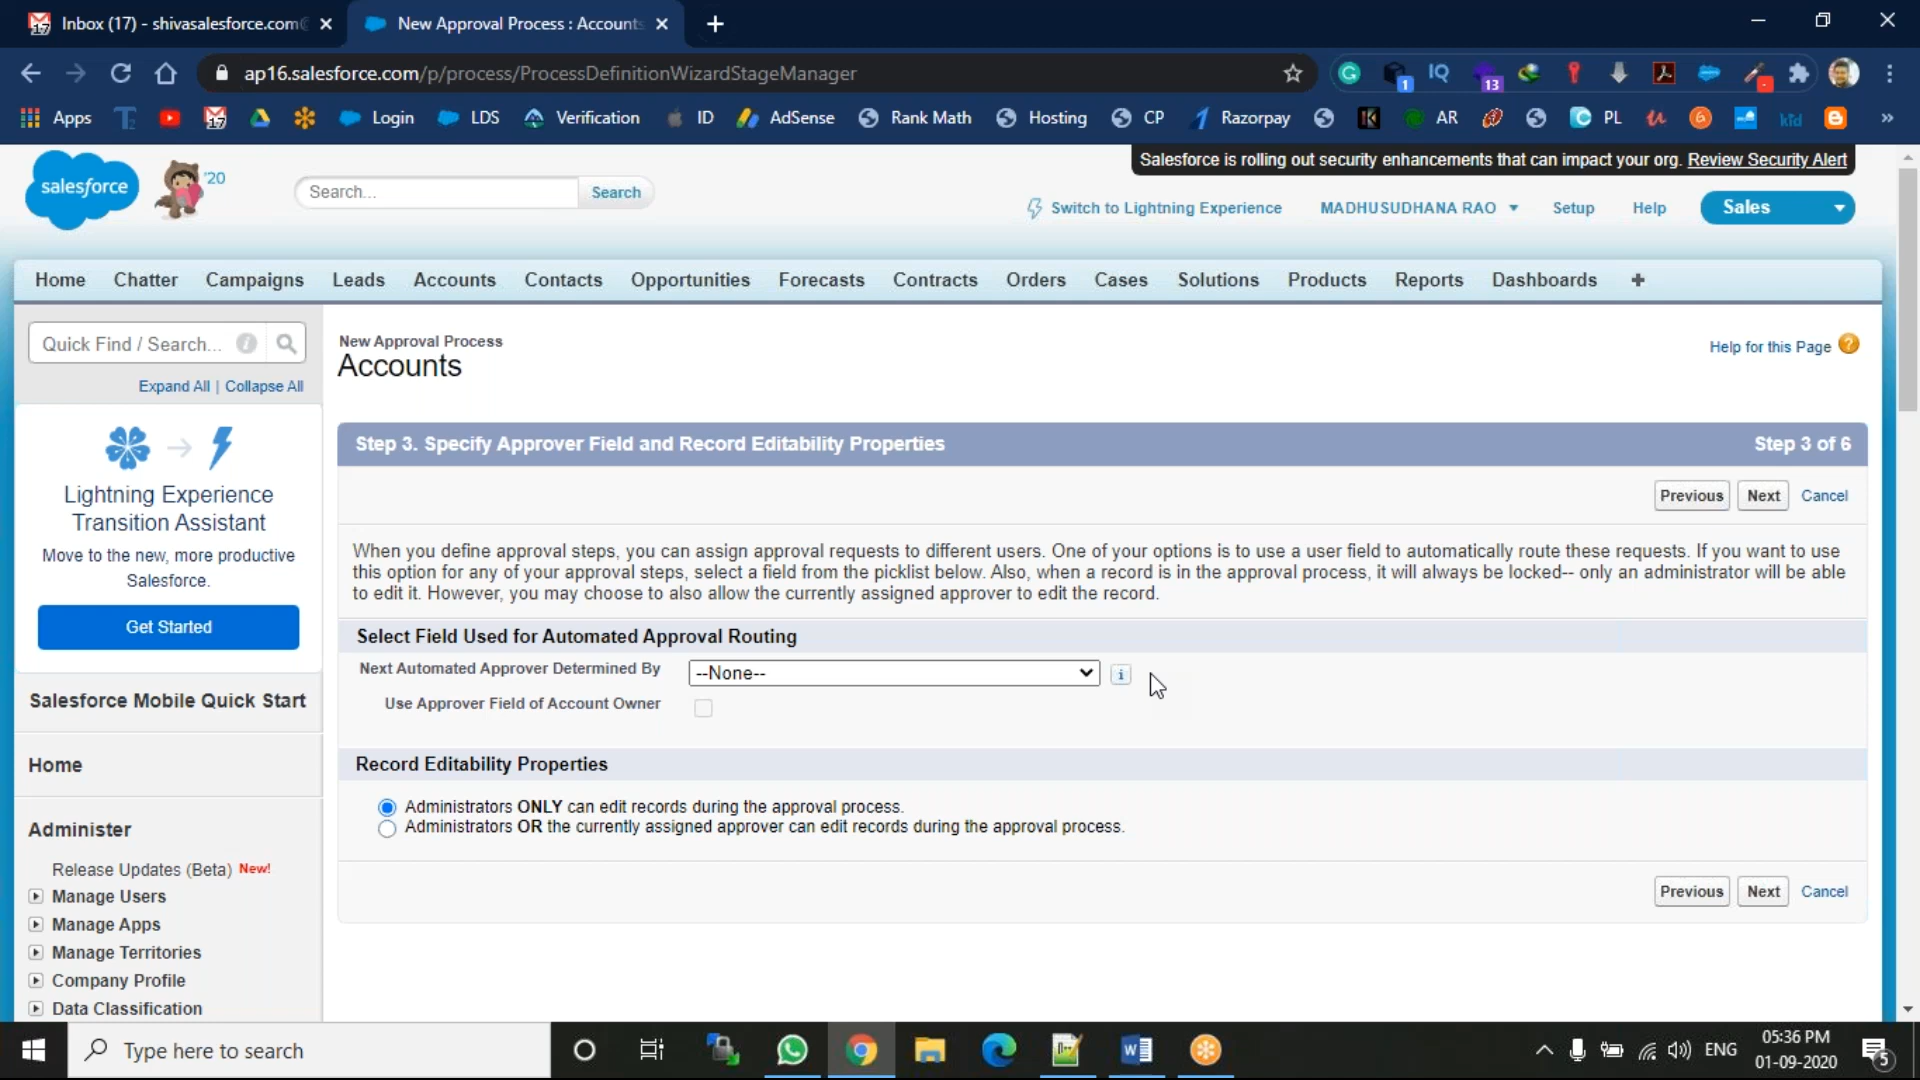 Inbox (17) - shivasalesforce.com
New Approval Process : Accounts
ap16.salesforce.com/p/process/ProcessDefinitionWizardStageManager
IQ
1
13
Apps
17
Login
LDS
Verification
ID
AdSense
Rank Math
Hosting
CP
Razorpay
AR
PL
kfd
»
Salesforce is rolling out security enhancements that can impact your org. Review Security Alert
salesforce
'20
Search...
Search
Switch to Lightning Experience
MADHUSUDHANA RAO
Setup
Help
Sales
Home
Chatter
Campaigns
Leads
Accounts
Contacts
Opportunities
Forecasts
Contracts
Orders
Cases
Solutions
Products
Reports
Dashboards
+
Quick Find / Search...
Expand All | Collapse All
Lightning Experience
Transition Assistant
Move to the new, more productive
Salesforce.
Get Started
Salesforce Mobile Quick Start
Home
Administer
Release Updates (Beta) New!
Manage Users
Manage Apps
Manage Territories
Company Profile
Data Classification
New Approval Process
Accounts
Help for this Page
Step 3. Specify Approver Field and Record Editability Properties
Step 3 of 6
Previous
Next
Cancel
When you define approval steps, you can assign approval requests to different users. One of your options is to use a user field to automatically route these requests. If you want to use
this option for any of your approval steps, select a field from the picklist below. Also, when a record is in the approval process, it will always be locked-- only an administrator will be able
to edit it. However, you may choose to also allow the currently assigned approver to edit the record.
Select Field Used for Automated Approval Routing
Next Automated Approver Determined By
--None--
Use Approver Field of Account Owner
Record Editability Properties
Administrators ONLY can edit records during the approval process.
Administrators OR the currently assigned approver can edit records during the approval process.
Previous
Next
Cancel
Type here to search
ENG
05:36 PM
01-09-2020
5